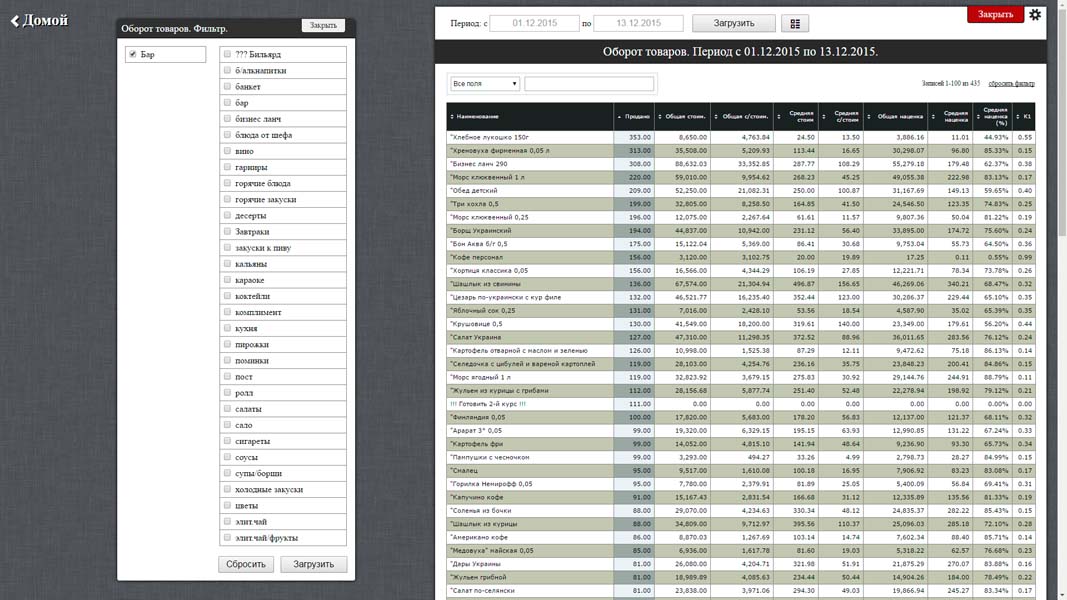 Домой
Оборот товаров. Фильтр.
Закрыть
Бар
??? Бильярд
б/алкнапитки
банкет
бар
бизнес ланч
блюда от шефа
вино
гарниры
горячие блюда
горячие закуски
десерты
Завтраки
закуски к пиву
кальяны
караоке
коктейли
комплимент
кухня
пирожки
поминки
пост
ролл
салаты
сало
сигареты
соусы
супы/борщи
холодные закуски
цветы
элит.чай
элит.чай/фрукты
Сбросить Загрузить
Период: с 01.12.2015 по 13.12.2015 Загрузить
Закрыть
Оборот товаров. Период с 01.12.2015 по 13.12.2015.
Все поля
Записей 1-100 из 435 сбросить фильтр
Наименование Продано Общая стоим. Общая с/стоим. Средняя стоим Средняя с/стоим Общая наценка Средняя наценка Средняя наценка (%) К1
"Хлебное лукошко 150г 353.00 8,650.00 4,763.84 24.50 13.50 3,886.16 11.01 44.93% 0.55
"Креновуха фирменная 0,05 л 313.00 35,508.00 5,209.93 113.44 16.65 30,298.07 96.80 85.33% 0.15
"Бизнес ланч 290 308.00 88,632.03 33,352.85 287.77 108.29 55,279.18 179.48 62.37% 0.38
"Морс клюквенный 1 л 220.00 59,010.00 9,954.62 268.23 45.25 49,055.38 222.98 83.13% 0.17
"Обед детский 209.00 52,250.00 21,082.31 250.00 100.87 31,167.69 149.13 59.65% 0.40
"Три хохла 0,5 199.00 32,805.00 8,258.50 164.85 41.50 24,546.50 123.35 74.83% 0.25
"Морс клюквенный 0,25 196.00 12,075.00 2,267.64 61.61 11.57 9,807.36 50.04 81.22% 0.19
"Борщ Украинский 194.00 44,837.00 10,942.00 231.12 56.40 33,895.00 174.72 75.60% 0.24
"Бон Аква б/г 0,5 175.00 15,122.04 5,369.00 86.41 30.68 9,753.04 55.73 64.50% 0.36
"Кофе персонал 156.00 3,120.00 3,102.75 20.00 19.89 17.25 0.11 0.55% 0.99
"Хортиця классика 0,05 156.00 16,566.00 4,344.29 106.19 27.85 12,221.71 78.34 73.78% 0.26
"Шашлык из свинины 136.00 67,574.00 21,304.94 496.87 156.65 46,269.06 340.21 68.47% 0.32
"Цезарь по-украински с кур филе 132.00 46,521.77 16,235.40 352.44 123.00 30,286.37 229.44 65.10% 0.35
"Яблочный сок 0,25 131.00 7,016.00 2,428.10 53.56 18.54 4,587.90 35.02 65.39% 0.35
"Крушовице 0,5 130.00 41,549.00 18,200.00 319.61 140.00 23,349.00 179.61 56.20% 0.44
"Салат Украина 127.00 47,310.00 11,298.35 372.52 88.96 36,011.65 283.56 76.12% 0.24
"Картофель отварной с маслом и зеленью 126.00 10,998.00 1,525.38 87.29 12.11 9,472.62 75.18 86.13% 0.14
"Селедочка с цибулей и вареной картоплей 119.00 28,103.00 4,254.76 236.16 35.75 23,848.23 200.41 84.86% 0.15
"Морс ягодный 1 л 119.00 32,823.92 3,679.15 275.83 30.92 29,144.76 244.91 88.79% 0.11
"Жульен из курицы с грибами 112.00 28,156.68 5,877.74 251.40 52.48 22,278.94 198.92 79.12% 0.21
!!! Готовить 2-й курс !!! 111.00 0.00 0.00 0.00 0.00 0.00 0.00 0.00% 0.00
"Финляндия 0,05 100.00 17,820.00 5,683.00 178.20 56.83 12,137.00 121.37 68.11% 0.32
"Арарат 3* 0,05 99.00 19,320.00 6,329.15 195.15 63.93 12,990.85 131.22 67.24% 0.33
"Картофель фри 99.00 14,052.00 4,815.10 141.94 48.64 9,236.90 93.30 65.73% 0.34
"Пампушки с чесночком 99.00 3,293.00 494.27 33.26 4.99 2,798.73 28.27 84.99% 0.15
"Смалец 95.00 9,517.00 1,610.08 100.18 16.95 7,906.92 83.23 83.08% 0.17
"Горилка Немирофф 0,05 95.00 7,780.00 2,379.91 81.89 25.05 5,400.09 56.84 69.41% 0.31
"Капучино кофе 91.00 15,167.43 2,831.54 166.68 31.12 12,335.89 135.56 81.33% 0.19
"Соленья из бочки 88.00 29,070.00 4,234.63 330.34 48.12 24,835.37 282.22 85.43% 0.15
"Шашлык из курицы 88.00 34,809.00 9,712.97 395.56 110.37 25,096.03 285.18 72.10% 0.28
"Американо кофе 86.00 8,870.03 1,267.69 103.14 14.74 7,602.34 88.40 85.71% 0.14
"Медовуха" майская 0,05 85.00 6,936.00 1,617.78 81.60 19.03 5,318.22 62.57 76.68% 0.23
"Дары Украины 81.00 26,080.00 4,204.71 321.98 51.91 21,875.29 270.07 83.88% 0.16
"Жульен грибной 81.00 18,989.89 4,085.63 234.44 50.44 14,904.26 184.00 78.49% 0.22
"Салат по-селянски 81.00 23,838.00 3,971.06 294.30 49.03 19,866.94 245.27 83.34% 0.17